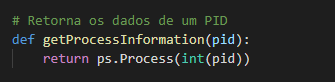 # Retorna os dados de um PID
def getProcessInformation(pid):
    return ps.Process(int(pid))